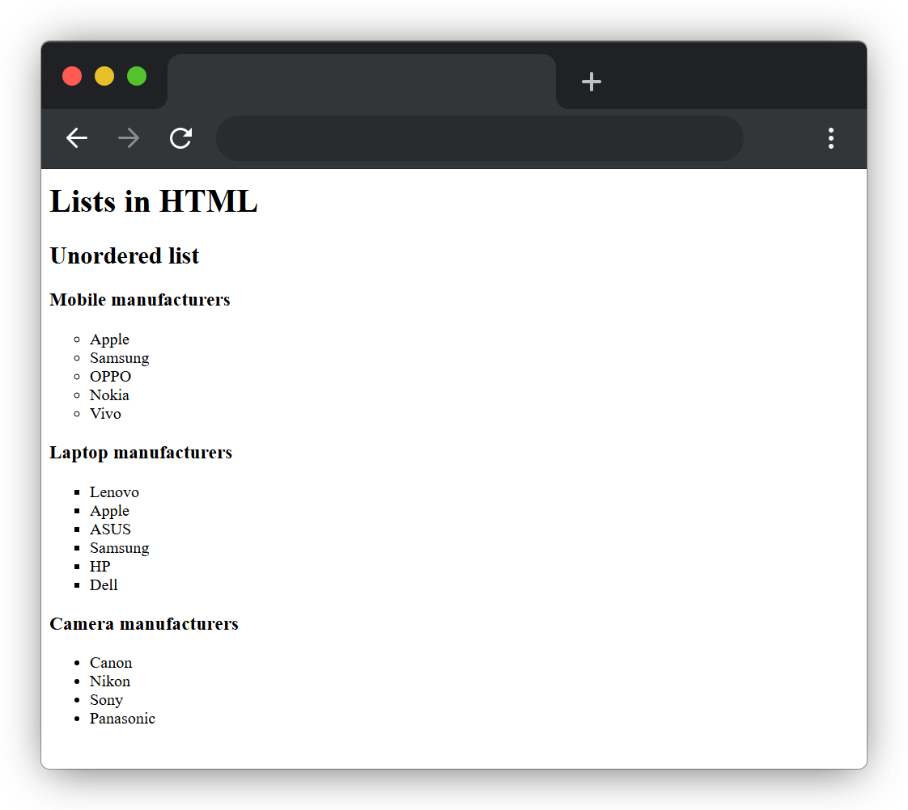 Lists in HTML
Unordered list
Mobile manufacturers
Apple
Samsung
OPPO
Nokia
Vivo
Laptop manufacturers
Lenovo
Apple
ASUS
Samsung
HP
Dell
Camera manufacturers
Canon
Nikon
Sony
Panasonic